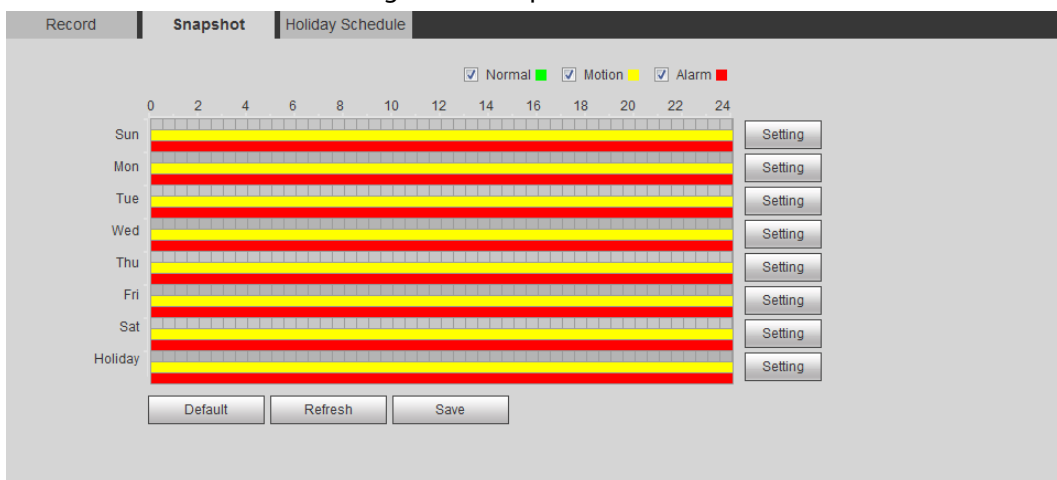 Record Snapshot Holiday Schedule
Normal Motion Alarm
0 2 4 6 8 10 12 14 16 18 20 22 24
Sun Setting
Mon Setting
Tue Setting
Wed Setting
Thu Setting
Fri Setting
Sat Setting
Holiday Setting
Default Refresh Save